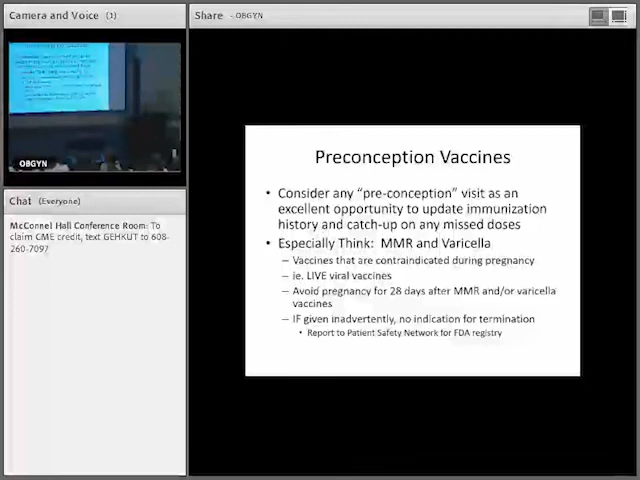 Camera and Voice (1)
OBGYN
Chat (Everyone)
McConnel Hall Conference Room: To
claim CME credit, text GEHKUT to 608-
260-7097
Share - OBGYN
Preconception Vaccines
• Consider any “pre-conception” visit as an
excellent opportunity to update immunization
history and catch-up on any missed doses
• Especially Think: MMR and Varicella
– Vaccines that are contraindicated during pregnancy
– ie. LIVE viral vaccines
– Avoid pregnancy for 28 days after MMR and/or varicella
vaccines
– IF given inadvertently, no indication for termination
• Report to Patient Safety Network for FDA registry